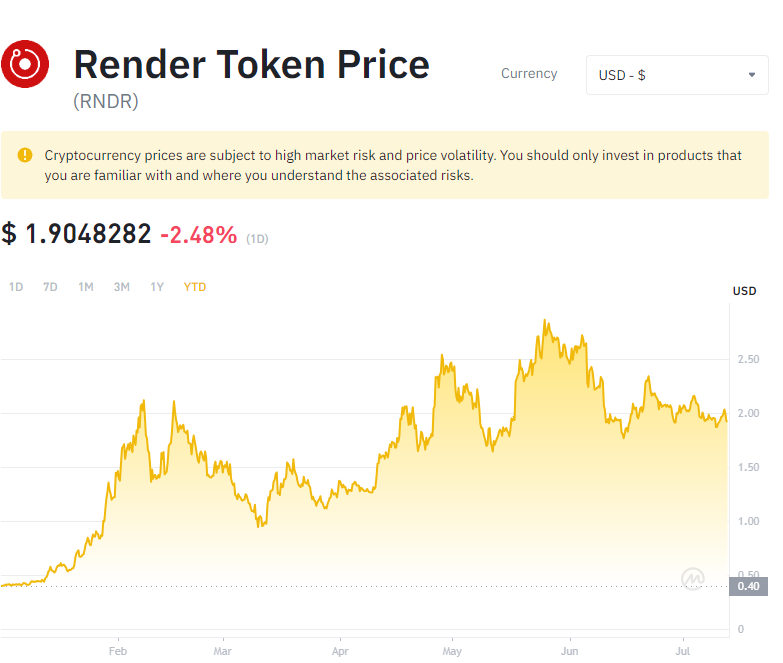 Render Token Price
(RNDR)
Currency
USD - $
Cryptocurrency prices are subject to high market risk and price volatility. You should only invest in products that
you are familiar with and where you understand the associated risks.
$ 1.9048282 -2.48% (1D)
1D 7D 1M 3M 1Y YTD
USD
2.50
2.00
1.50
1.00
0.50
0.40
0
Feb Mar Apr May Jun Jul